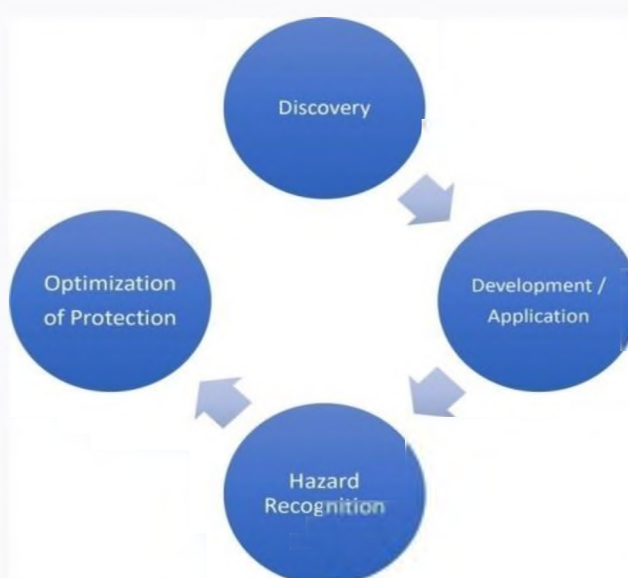 Discovery
Development /
Application
Hazard
Recognition
Optimization
of Protection